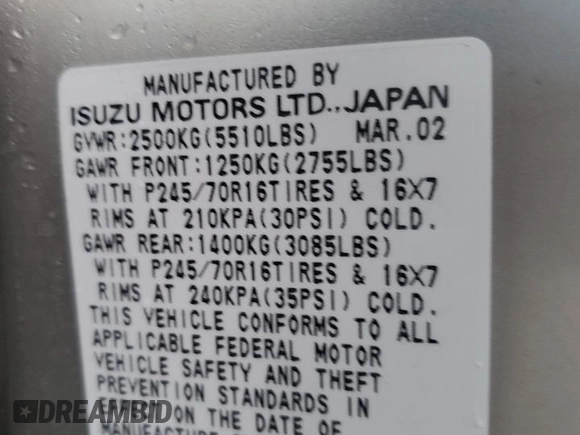 MANUFACTURED BY
ISUZU MOTORS LTD., JAPAN
GVWR:2500KG(5510LBS) MAR.02
GAWR FRONT:1250KG(2755LBS)
WITH P245/70R16TIRES & 16X7
RIMS AT 210KPA(30PSI) COLD.
GAWR REAR:1400KG(3085LBS)
WITH P245/70R16TIRES & 16X7
RIMS AT 240KPA(35PSI) COLD.
THIS VEHICLE CONFORMS TO ALL
APPLICABLE FEDERAL MOTOR
VEHICLE SAFETY AND THEFT
PREVENTION STANDARDS IN
EFFECT ON THE DATE OF
MANUFACTURE
DREAMBID